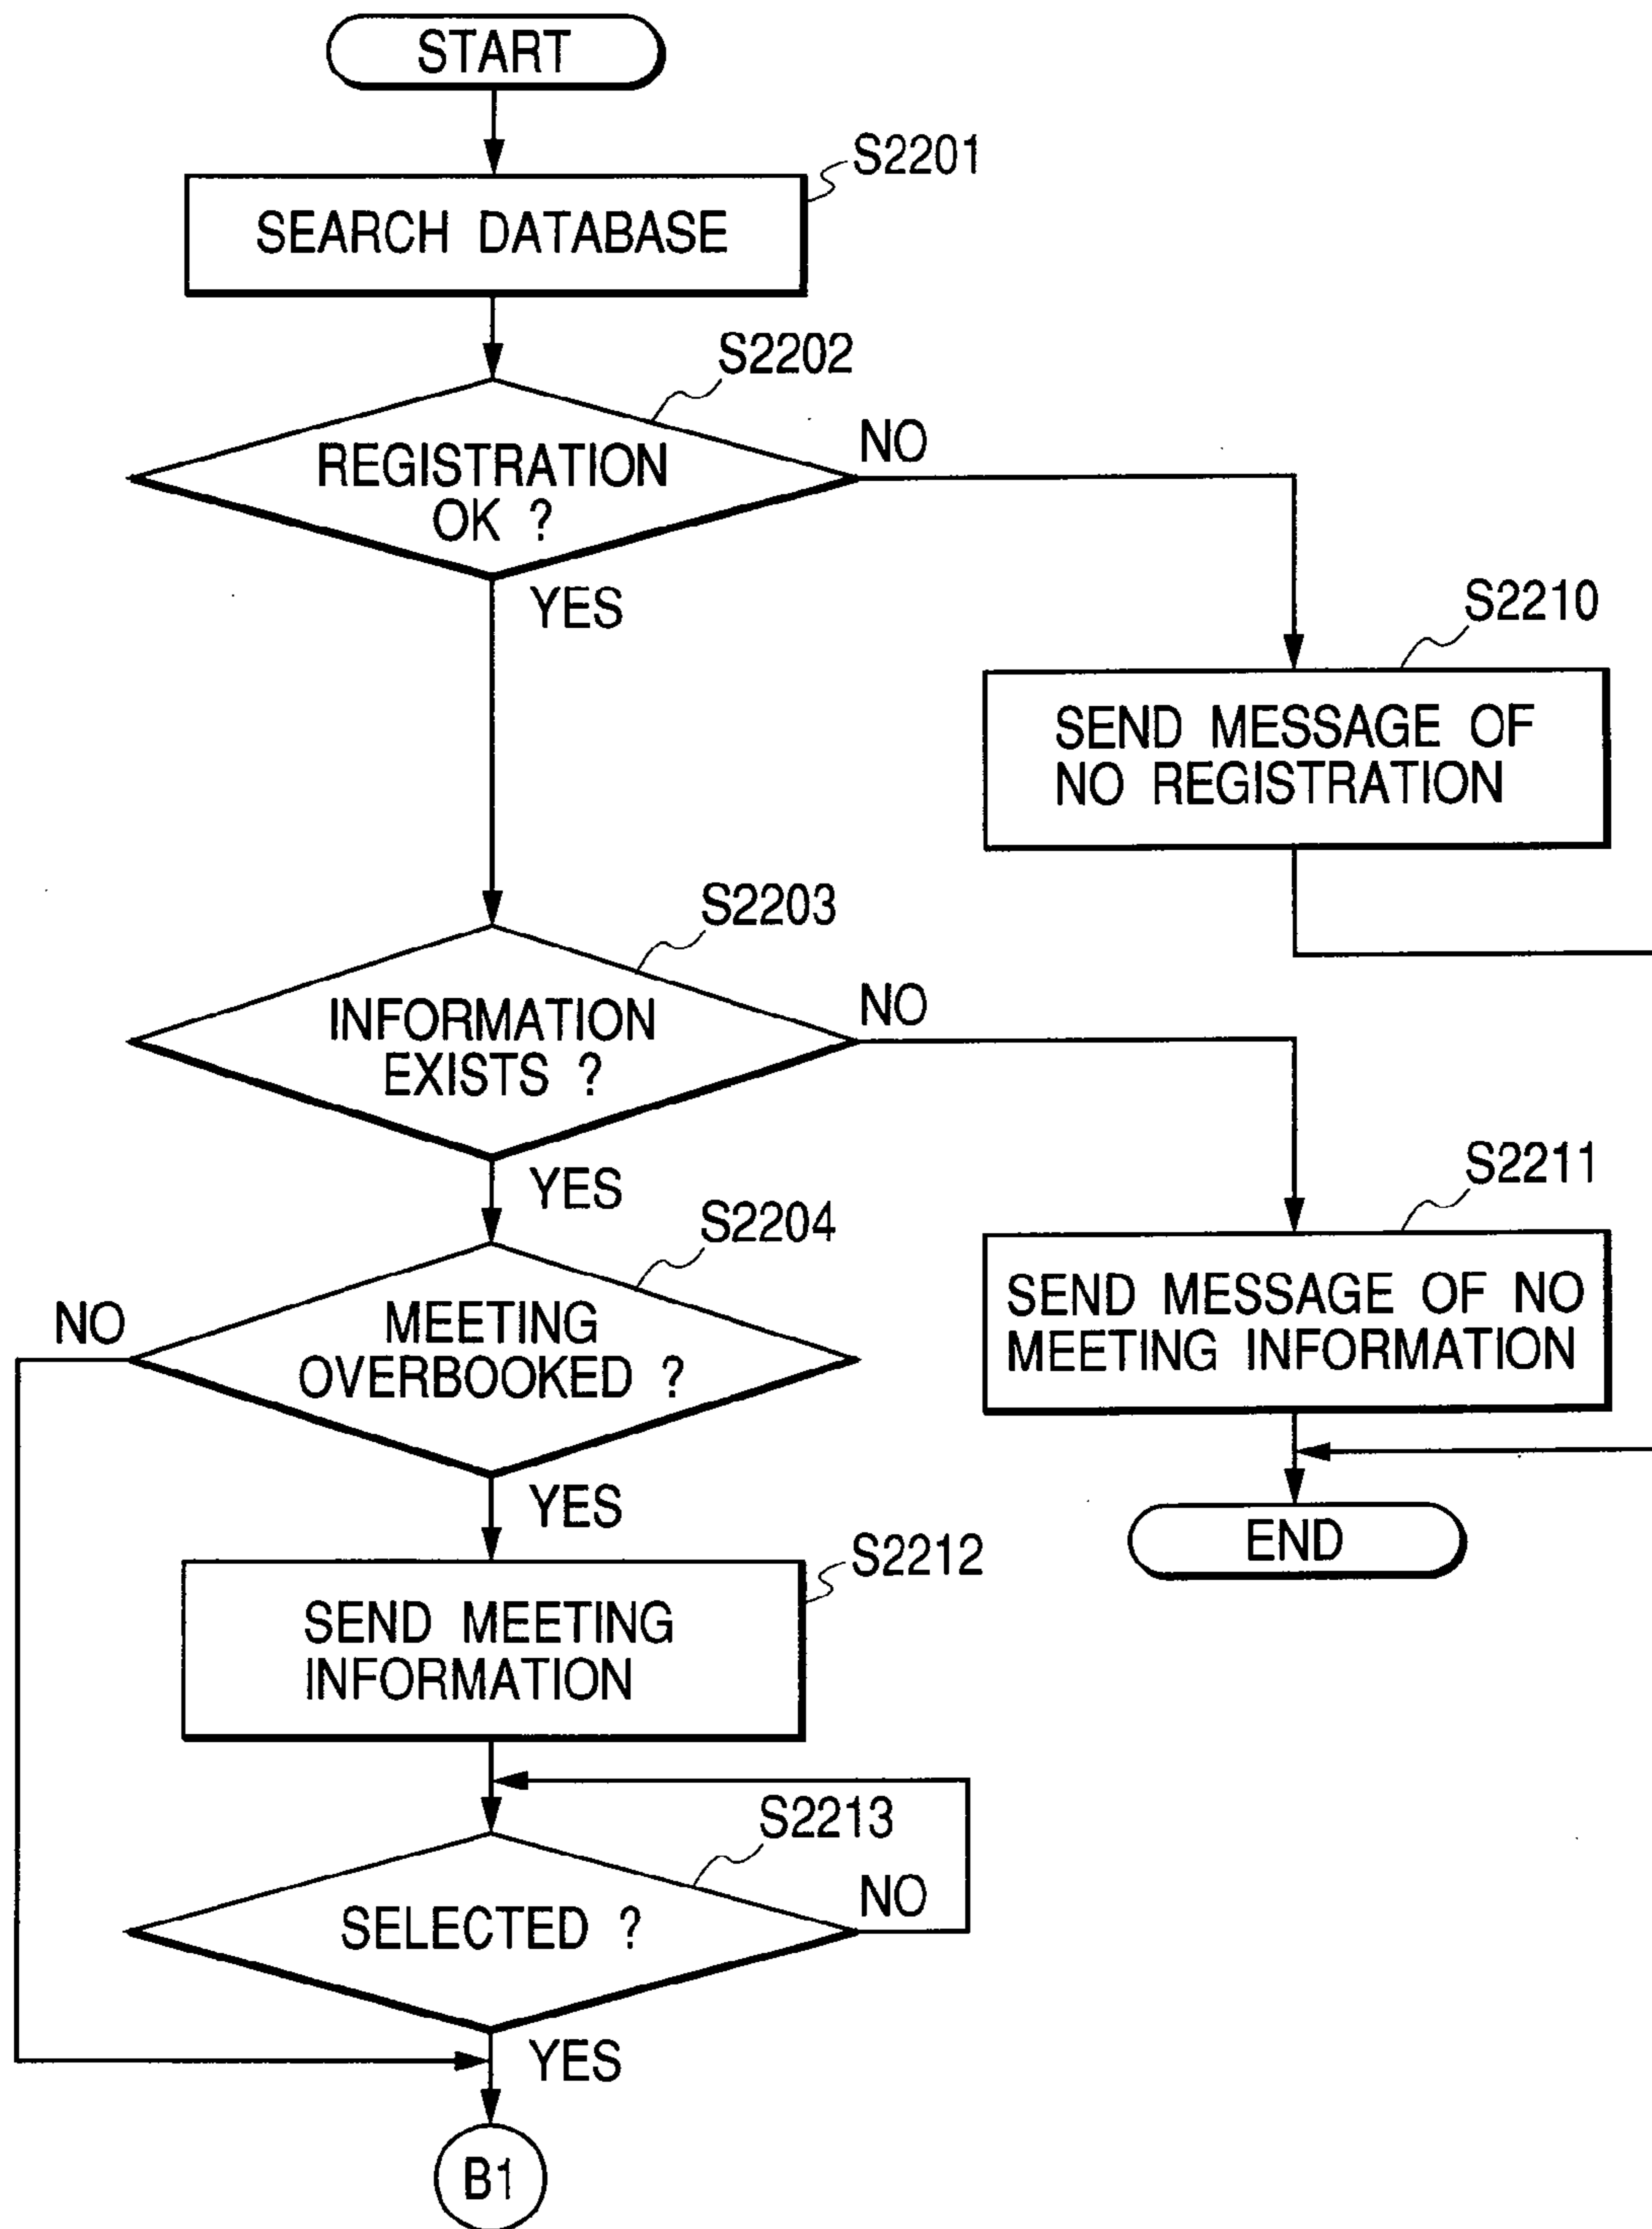 START
S2201
SEARCH DATABASE
S2202
REGISTRATION
OK ?
NO
YES
S2210
SEND MESSAGE OF
NO REGISTRATION
S2203
INFORMATION
EXISTS ?
NO
YES
S2211
SEND MESSAGE OF NO
MEETING INFORMATION
S2204
MEETING
OVERBOOKED ?
NO
YES
END
S2212
SEND MEETING
INFORMATION
S2213
SELECTED ?
NO
YES
B1